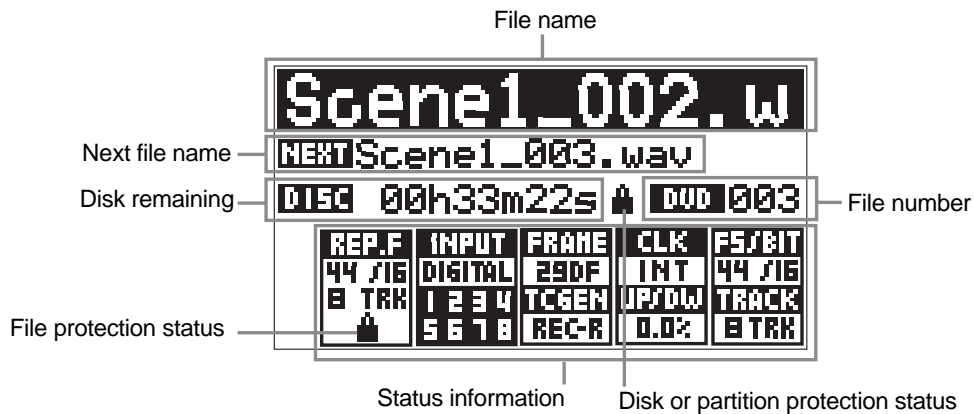 File name
Scene1_002.w
Next file name
NEXT Scene1_003.wav
Disk remaining
DISC 00h33m22s
DVD 003
File number
REP.F INPUT FRAME CLK FS/BIT
44 /16 DIGITAL 29DF INT 44 /16
8 TRK 1 2 3 4 TCGEN UP/DW TRACK
5 6 7 8 REC-R 0.0% 8 TRK
File protection status
Status information
Disk or partition protection status